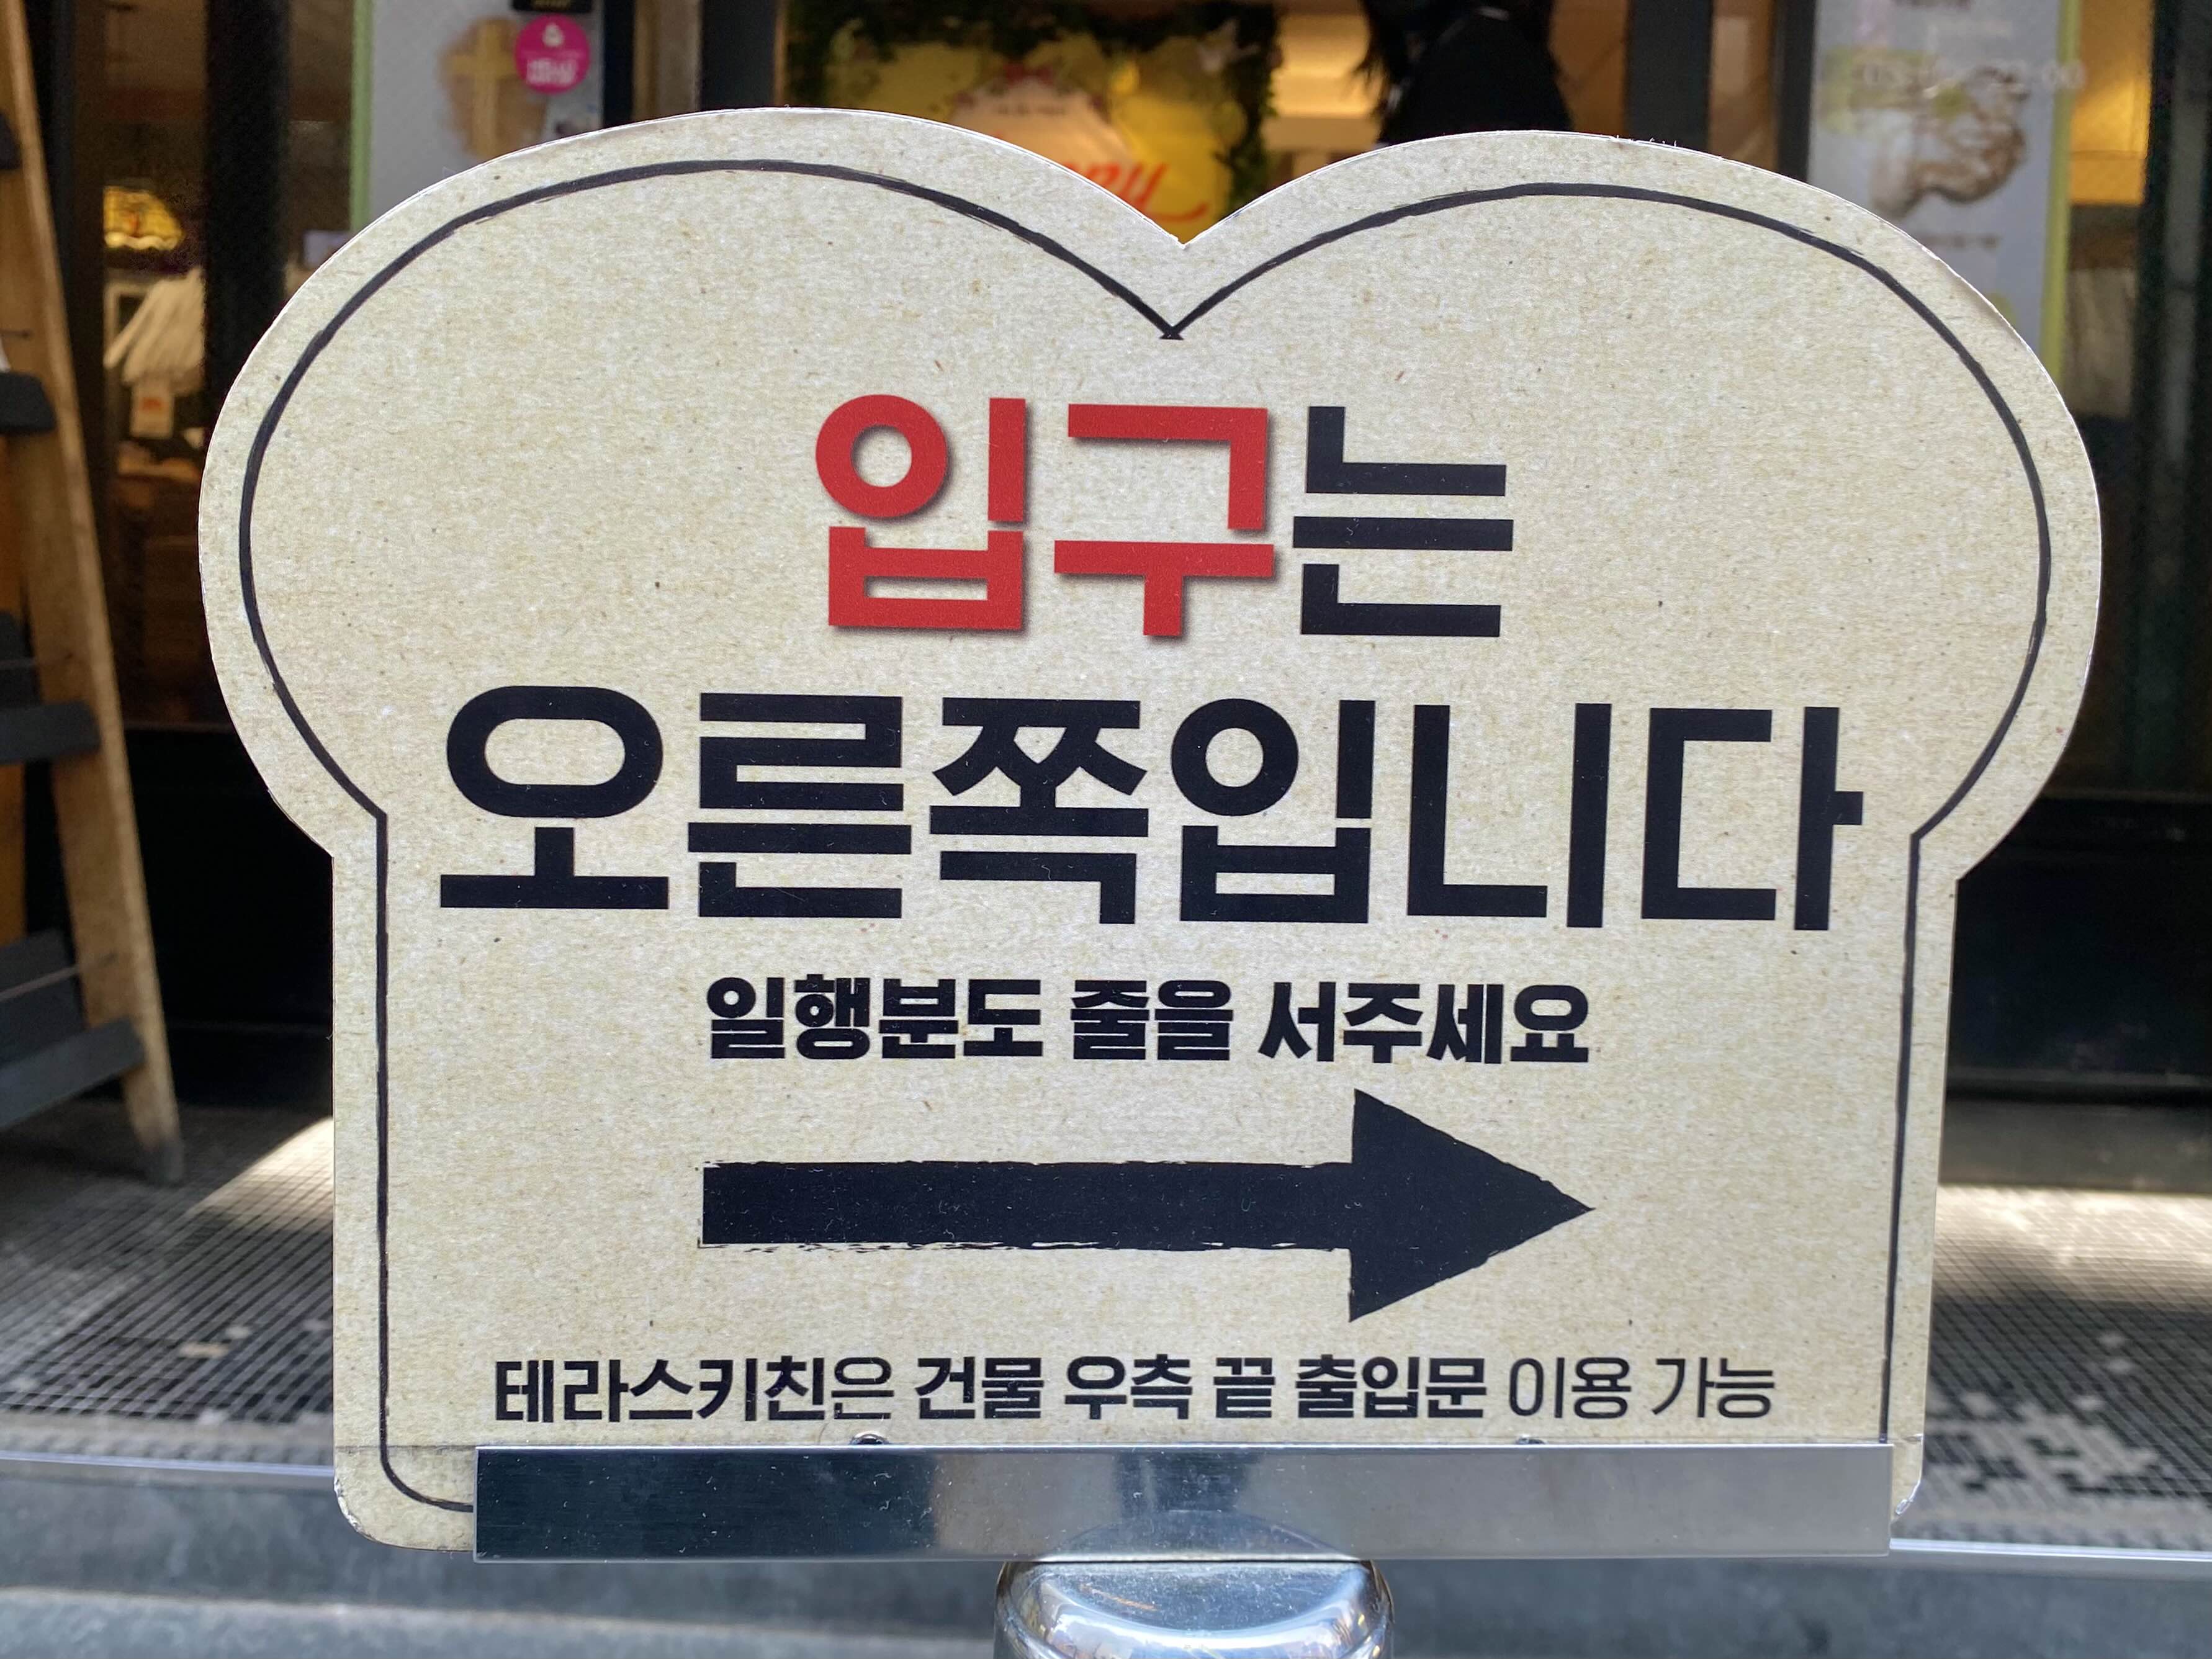 입구는
오른쪽입니다
일행분도 줄을 서주세요
테라스키친은 건물 우측 끝 출입문 이용 가능